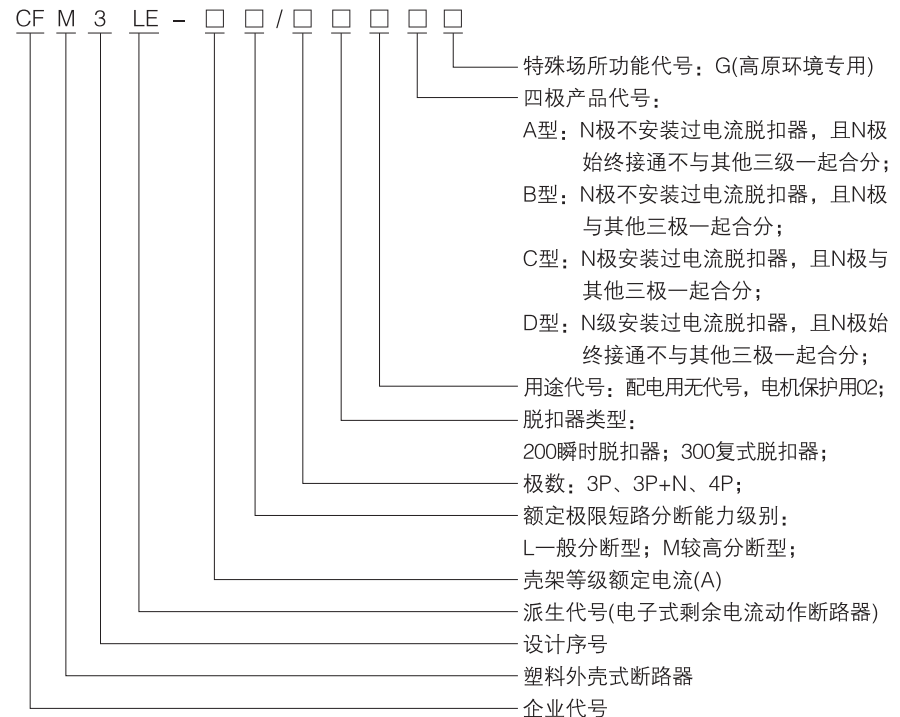 CF M 3 LE - □ □ / □ □ □ □ □
特殊场所功能代号：G(高原环境专用)
四极产品代号：
A型：N极不安装过电流脱扣器，且N极
始终接通不与其他三级一起合分；
B型：N极不安装过电流脱扣器，且N极
与其他三极一起合分；
C型：N极安装过电流脱扣器，且N极与
其他三极一起合分；
D型：N级安装过电流脱扣器，且N极始
终接通不与其他三极一起合分；
用途代号：配电用无代号，电机保护用02；
脱扣器类型：
200瞬时脱扣器；300复式脱扣器；
极数：3P、3P+N、4P；
额定极限短路分断能力级别：
L一般分断型；M较高分断型；
壳架等级额定电流(A)
派生代号(电子式剩余电流动作断路器)
设计序号
塑料外壳式断路器
企业代号